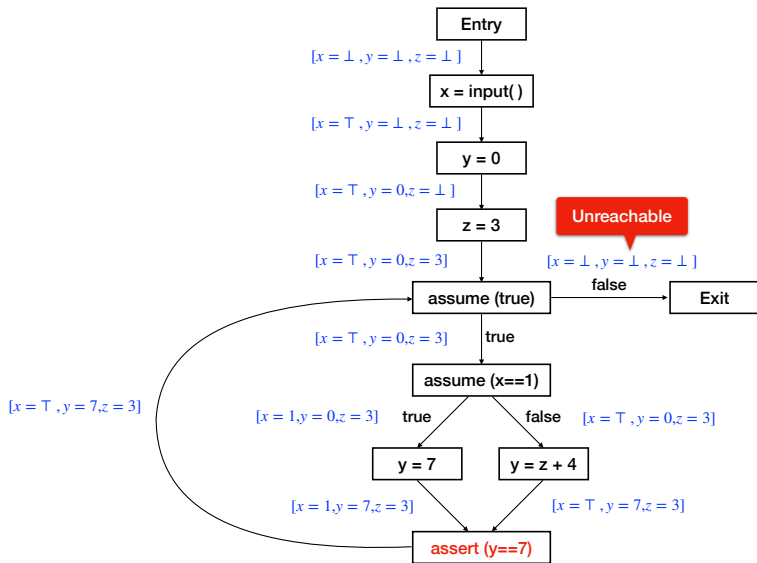 Entry
[x = ⊥ , y = ⊥ , z = ⊥ ]
x = input( )
[x = ⊤ , y = ⊥ , z = ⊥ ]
y = 0
[x = ⊤ , y = 0,z = ⊥ ]
z = 3
Unreachable
[x = ⊤ , y = 0,z = 3]
[x = ⊥ , y = ⊥ , z = ⊥ ]
assume (true)
false
Exit
[x = ⊤ , y = 0,z = 3]
true
assume (x==1)
[x = ⊤ , y = 7,z = 3]
[x = 1,y = 0,z = 3]
true
false
[x = ⊤ , y = 0,z = 3]
y = 7
y = z + 4
[x = 1,y = 7,z = 3]
[x = ⊤ , y = 7,z = 3]
assert (y==7)